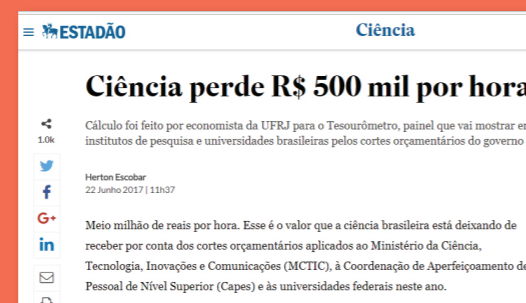 ESTADÃO
Ciência
Ciência perde R$ 500 mil por hora
1.0k
Cálculo foi feito por economista da UFRJ para o Tesourômetro, painel que vai mostrar
institutos de pesquisa e universidades brasileiras pelos cortes orçamentários do governo
Herton Escobar
22 Junho 2017 | 11h37
Meio milhão de reais por hora. Esse é o valor que a ciência brasileira está deixando de
receber por conta dos cortes orçamentários aplicados ao Ministério da Ciência,
Tecnologia, Inovações e Comunicações (MCTIC), à Coordenação de Aperfeiçoamento de
Pessoal de Nível Superior (Capes) e às universidades federais neste ano.